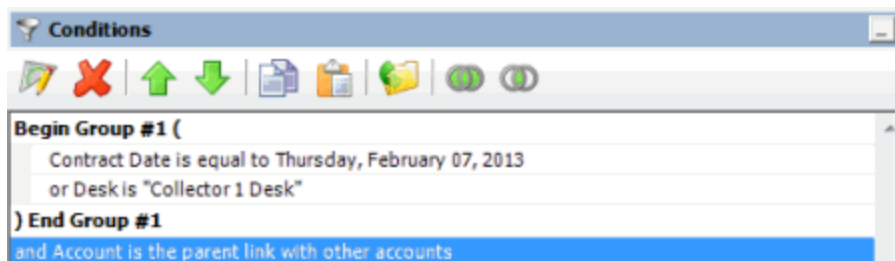 Conditions
Begin Group #1 (
Contract Date is equal to Thursday, February 07, 2013
or Desk is "Collector 1 Desk"
) End Group #1
and Account is the parent link with other accounts